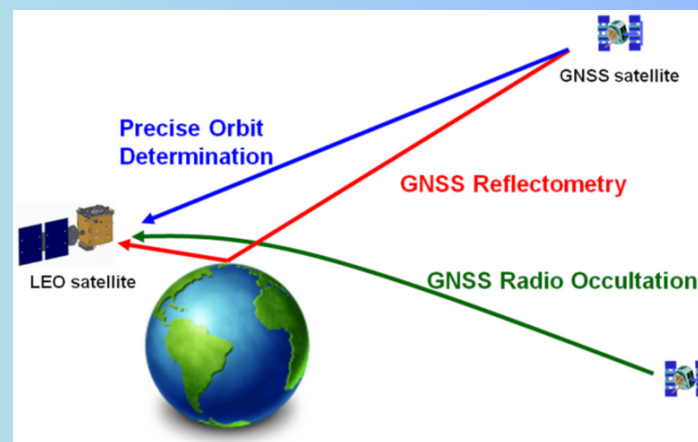 GNSS satellite
Precise Orbit
Determination
GNSS Reflectometry
LEO satellite
GNSS Radio Occultation